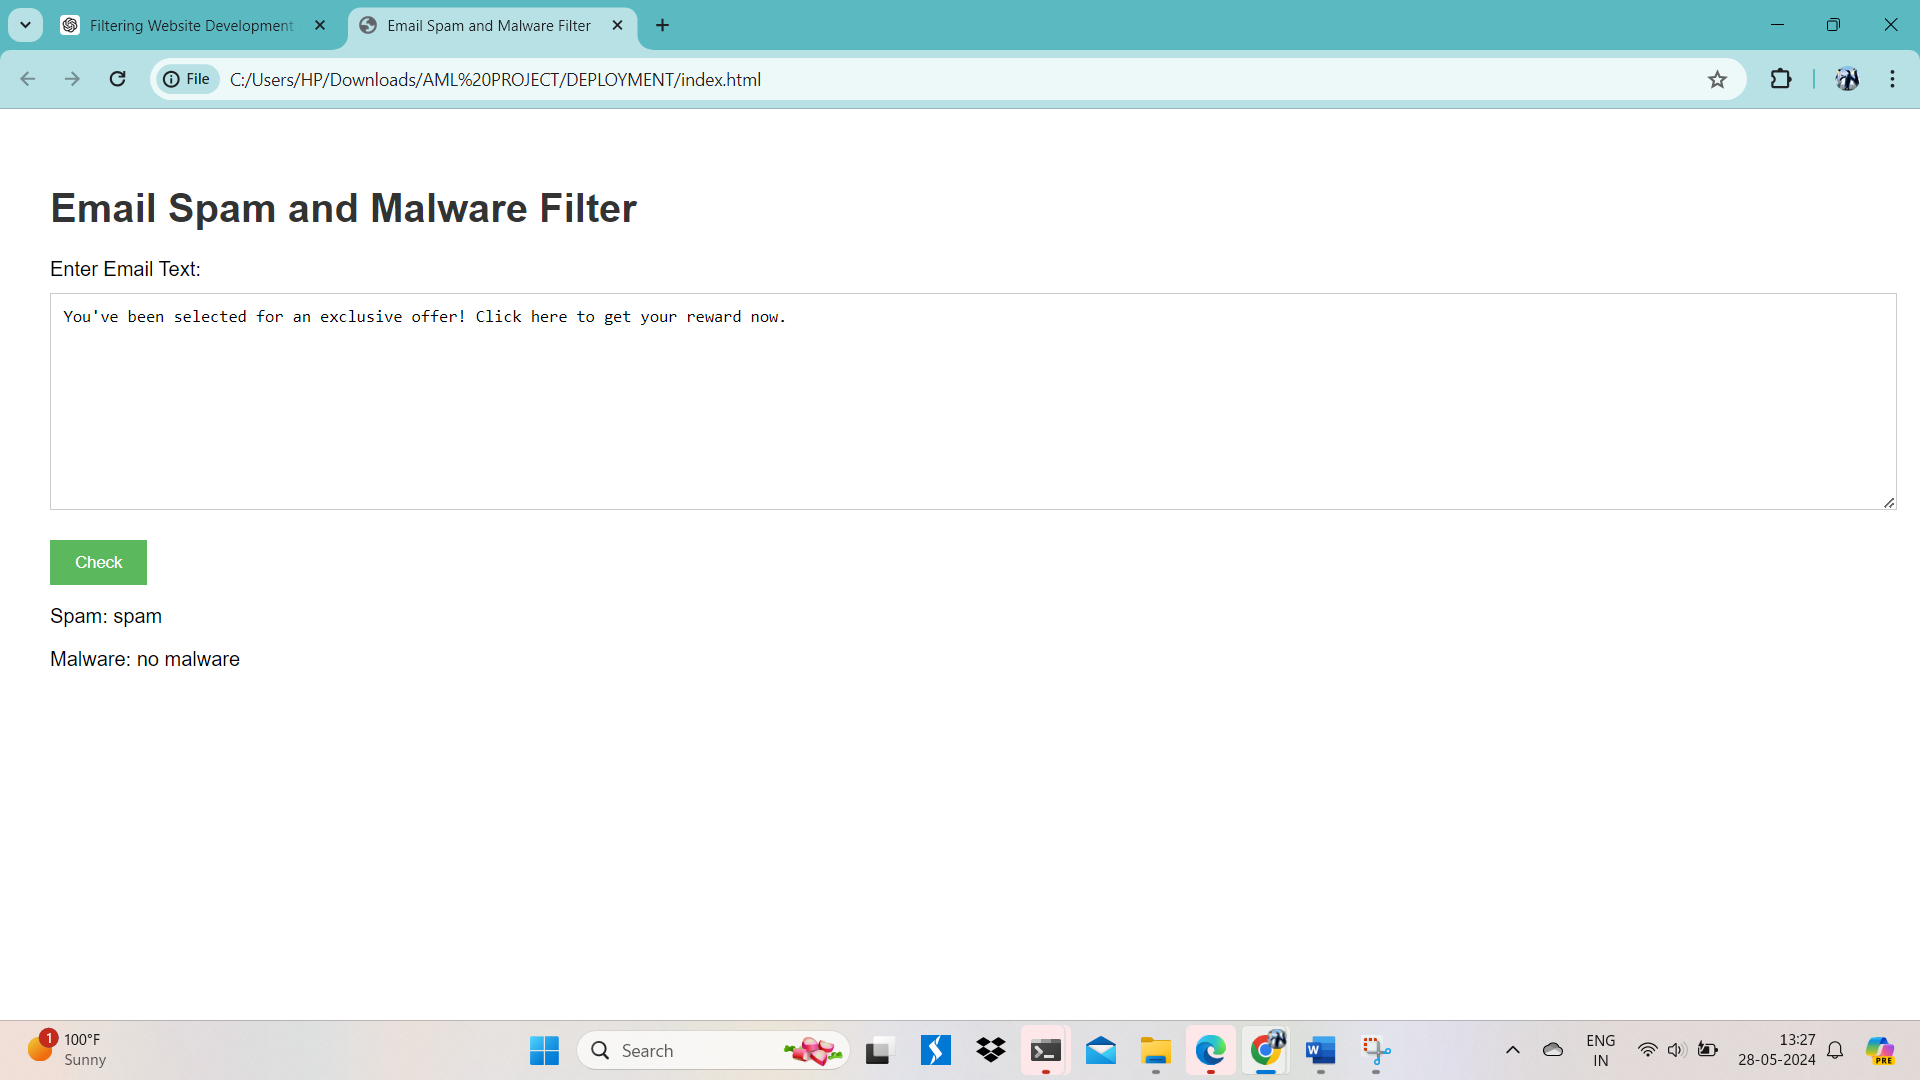 Filtering Website Development
Email Spam and Malware Filter
File
C:/Users/HP/Downloads/AML%20PROJECT/DEPLOYMENT/index.html
Email Spam and Malware Filter
Enter Email Text:
You've been selected for an exclusive offer! Click here to get your reward now.
Check
Spam: spam
Malware: no malware
1
100°F
Sunny
Search
W
ENG
IN
13:27
28-05-2024
PRE